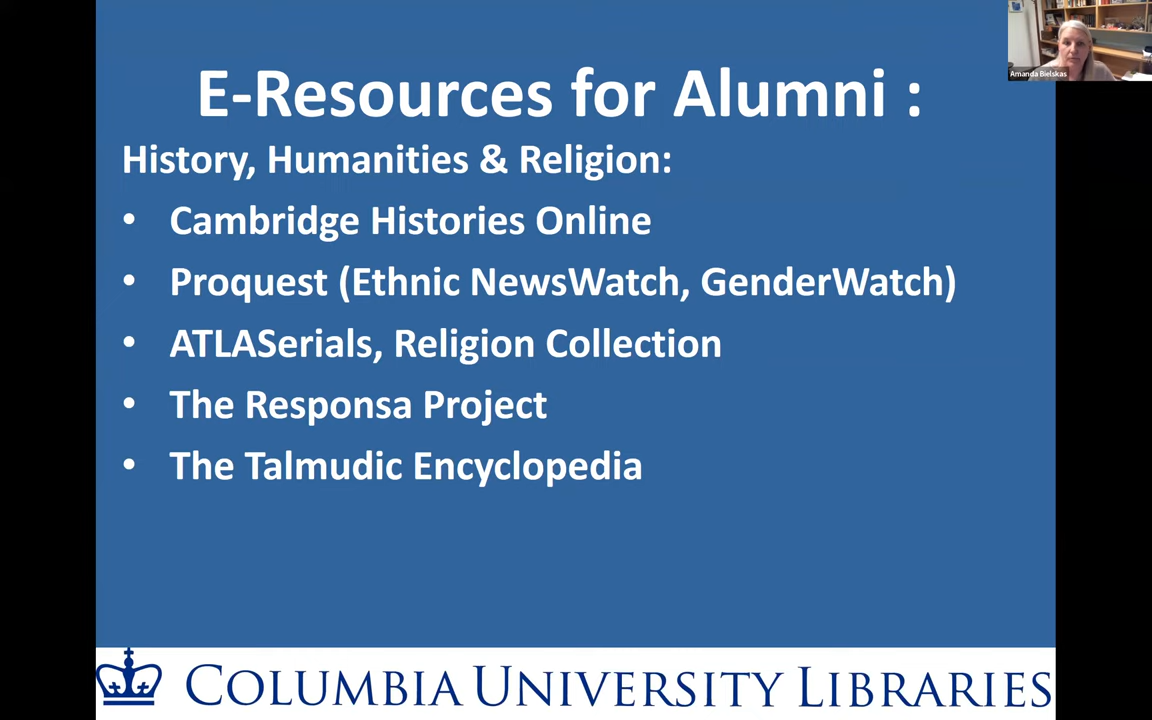 E-Resources for Alumni :
History, Humanities & Religion:
• Cambridge Histories Online
• Proquest (Ethnic NewsWatch, GenderWatch)
• ATLASerials, Religion Collection
• The Responsa Project
• The Talmudic Encyclopedia
COLUMBIA UNIVERSITY LIBRARIES
Amanda Bielskas